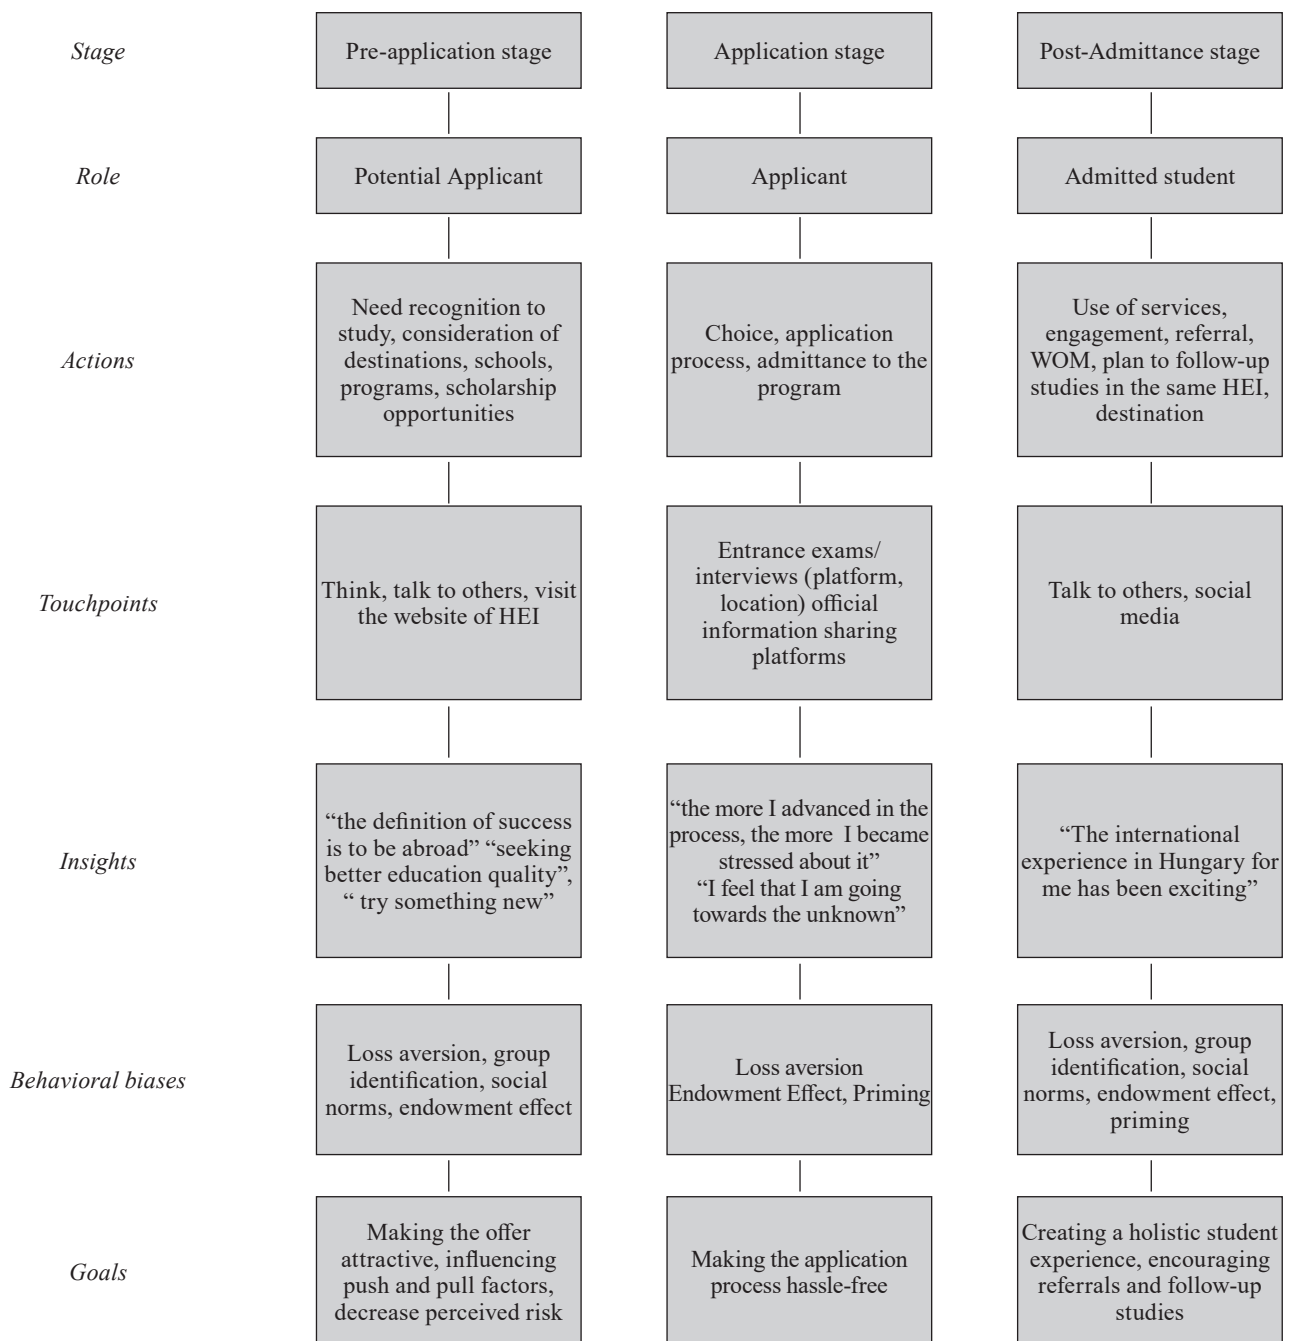 Stage
Pre-application stage
Application stage
Post-Admittance stage
Role
Potential Applicant
Applicant
Admitted student
Actions
Need recognition to
study, consideration of
destinations, schools,
programs, scholarship
opportunities
Choice, application
process, admittance to the
program
Use of services,
engagement, referral,
WOM, plan to follow-up
studies in the same HEI,
destination
Touchpoints
Think, talk to others, visit
the website of HEI
Entrance exams/
interviews (platform,
location) official
information sharing
platforms
Talk to others, social
media
Insights
“the definition of success
is to be abroad” “seeking
better education quality”,
“ try something new”
“the more I advanced in the
process, the more I became
stressed about it”
“I feel that I am going
towards the unknown”
“The international
experience in Hungary for
me has been exciting”
Behavioral biases
Loss aversion, group
identification, social
norms, endowment effect
Loss aversion
Endowment Effect, Priming
Loss aversion, group
identification, social
norms, endowment effect,
priming
Goals
Making the offer
attractive, influencing
push and pull factors,
decrease perceived risk
Making the application
process hassle-free
Creating a holistic student
experience, encouraging
referrals and follow-up
studies